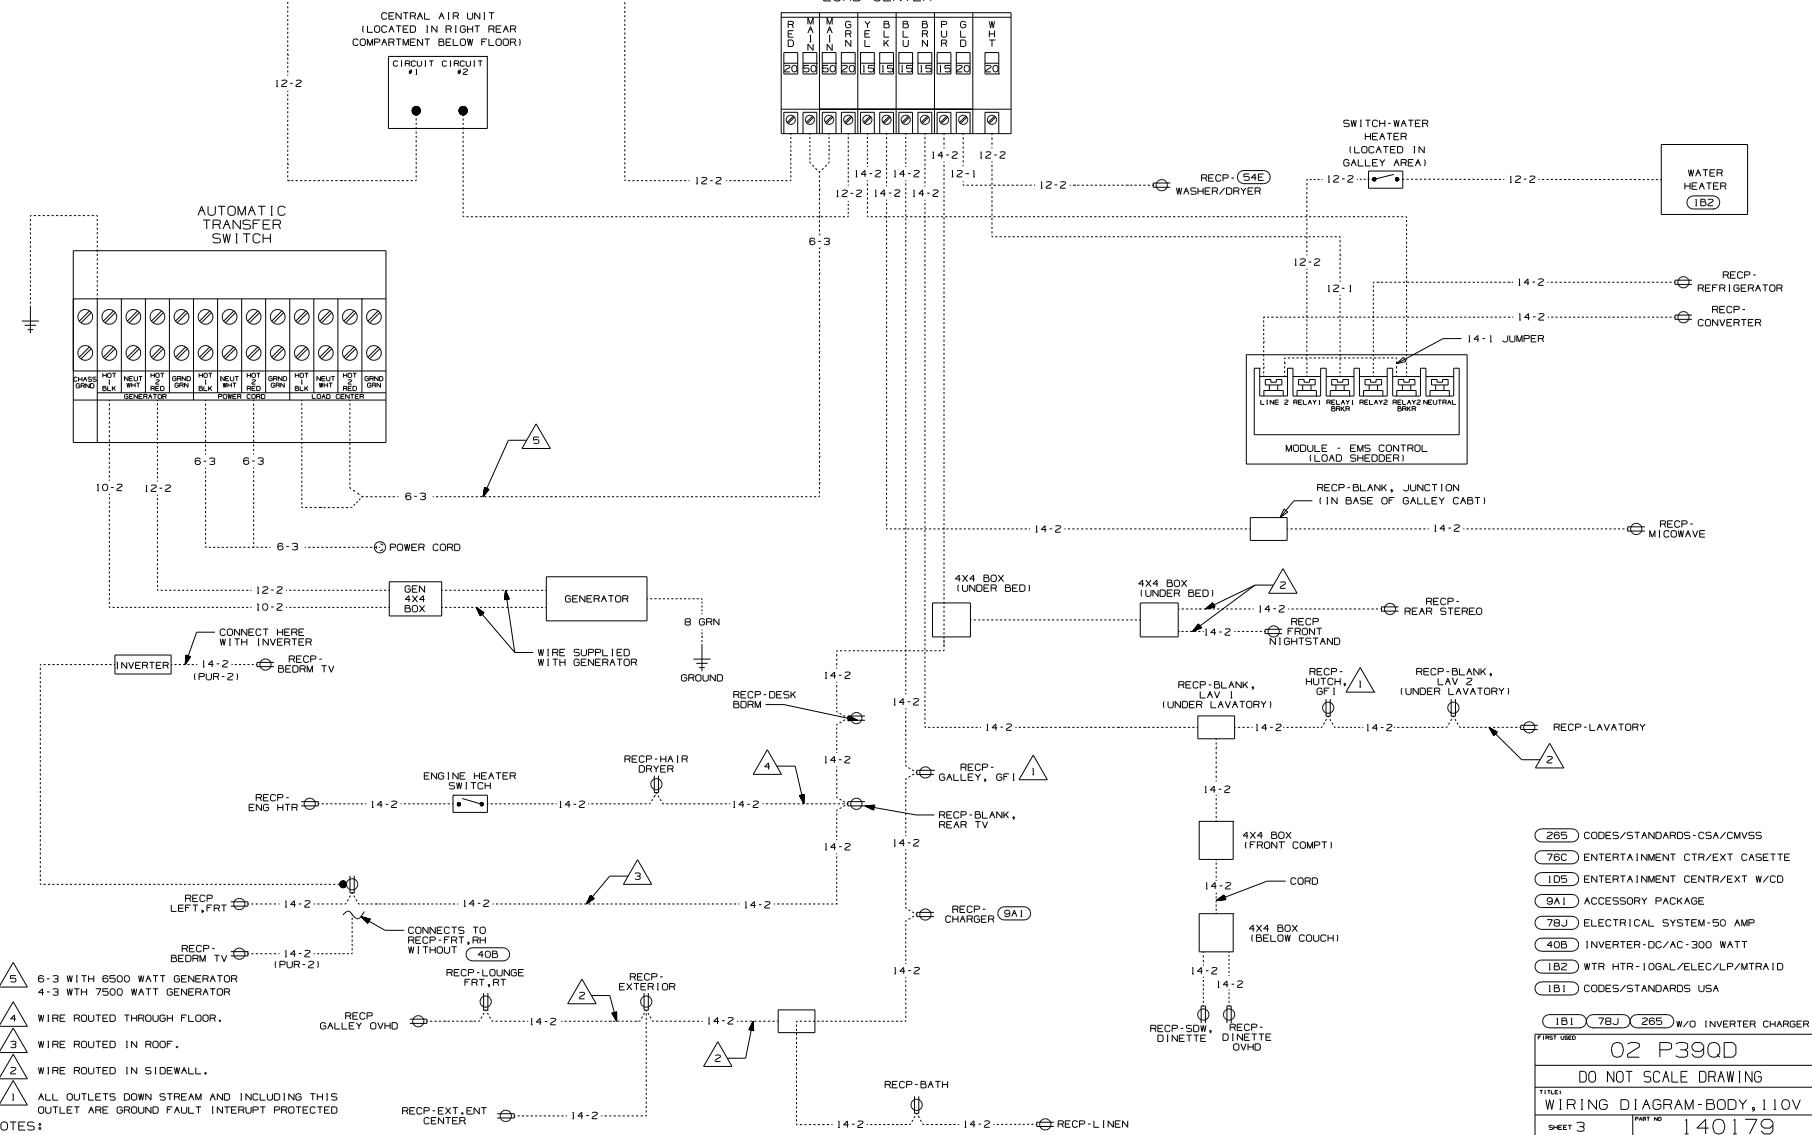 CENTRAL AIR UNIT
(LOCATED IN RIGHT REAR
COMPARTMENT BELOW FLOOR)
CIRCUIT CIRCUIT
#1 #2
12-2
RED MAIN MAIN GRN YEL BLK BLU BRN PUR GLD WHT
20 50 50 20 15 15 15 15 15 20 20
14-2 12-2
12-2 14-2 14-2 12-1
12-2 14-2 14-2
12-2
RECP- 54E
WASHER/DRYER
SWITCH-WATER
HEATER
(LOCATED IN
GALLEY AREA)
12-2 12-2
WATER
HEATER
1B2
AUTOMATIC
TRANSFER
SWITCH
6-3
12-2
12-1
14-2
RECP-
REFRIGERATOR
14-2
RECP-
CONVERTER
14-1 JUMPER
CHASS GRND
HOT 1 BLK
NEUT WHT
HOT 2 RED
GRND GRN
HOT 1 BLK
NEUT WHT
HOT 2 RED
GRND GRN
HOT 1 BLK
NEUT WHT
HOT 2 RED
GRND GRN
GENERATOR POWER CORD LOAD CENTER
LINE 2 RELAY1 RELAY1 BRKR RELAY2 RELAY2 BRKR NEUTRAL
MODULE - EMS CONTROL
(LOAD SHEDDER)
5
6-3 6-3
10-2 12-2
6-3
RECP-BLANK, JUNCTION
(IN BASE OF GALLEY CABT)
14-2 14-2
RECP-
MICOWAVE
6-3
POWER CORD
12-2
10-2
GEN
4X4
BOX
GENERATOR
8 GRN
GROUND
WIRE SUPPLIED
WITH GENERATOR
4X4 BOX
(UNDER BED)
4X4 BOX
(UNDER BED)
2
14-2
RECP-
REAR STEREO
14-2
RECP
FRONT
NIGHTSTAND
CONNECT HERE
WITH INVERTER
INVERTER
14-2
(PUR-2)
RECP-
BEDRM TV
14-2
RECP-DESK
BDRM
14-2
14-2
RECP-BLANK,
LAV 1
(UNDER LAVATORY)
RECP-
HUTCH,
GFI
1
RECP-BLANK,
LAV 2
(UNDER LAVATORY)
14-2 14-2 14-2
RECP-LAVATORY
2
14-2
RECP-HAIR
DRYER
4
ENGINE HEATER
SWITCH
RECP-
ENG HTR
14-2 14-2 14-2
RECP-
GALLEY, GFI
1
RECP-BLANK,
REAR TV
14-2
14-2
14-2
4X4 BOX
(FRONT COMPT)
14-2
CORD
4X4 BOX
(BELOW COUCH)
3
RECP
LEFT,FRT
14-2 14-2 14-2
CONNECTS TO
RECP-FRT,RH
WITHOUT 40B
RECP-
BEDRM TV
14-2
(PUR-2)
RECP-
CHARGER 9A1
14-2
14-2 14-2
RECP-SDW,
DINETTE
RECP-
DINETTE
OVHD
RECP-LOUNGE
FRT,RT
2
RECP-
EXTERIOR
RECP
GALLEY OVHD
14-2 14-2
2
RECP-EXT.ENT
CENTER
14-2
RECP-BATH
14-2 14-2
RECP-LINEN
5 6-3 WITH 6500 WATT GENERATOR
4-3 WTH 7500 WATT GENERATOR
4 WIRE ROUTED THROUGH FLOOR.
3 WIRE ROUTED IN ROOF.
2 WIRE ROUTED IN SIDEWALL.
1 ALL OUTLETS DOWN STREAM AND INCLUDING THIS
OUTLET ARE GROUND FAULT INTERUPT PROTECTED
OTES:
265 CODES/STANDARDS-CSA/CMVSS
76C ENTERTAINMENT CTR/EXT CASETTE
1D5 ENTERTAINMENT CENTR/EXT W/CD
9A1 ACCESSORY PACKAGE
78J ELECTRICAL SYSTEM-50 AMP
40B INVERTER-DC/AC-300 WATT
1B2 WTR HTR-10GAL/ELEC/LP/MTRAID
1B1 CODES/STANDARDS USA
1B1 78J 265 W/O INVERTER CHARGER
FIRST USED
02 P39QD
DO NOT SCALE DRAWING
TITLE:
WIRING DIAGRAM-BODY,110V
SHEET 3
PART NO
140179